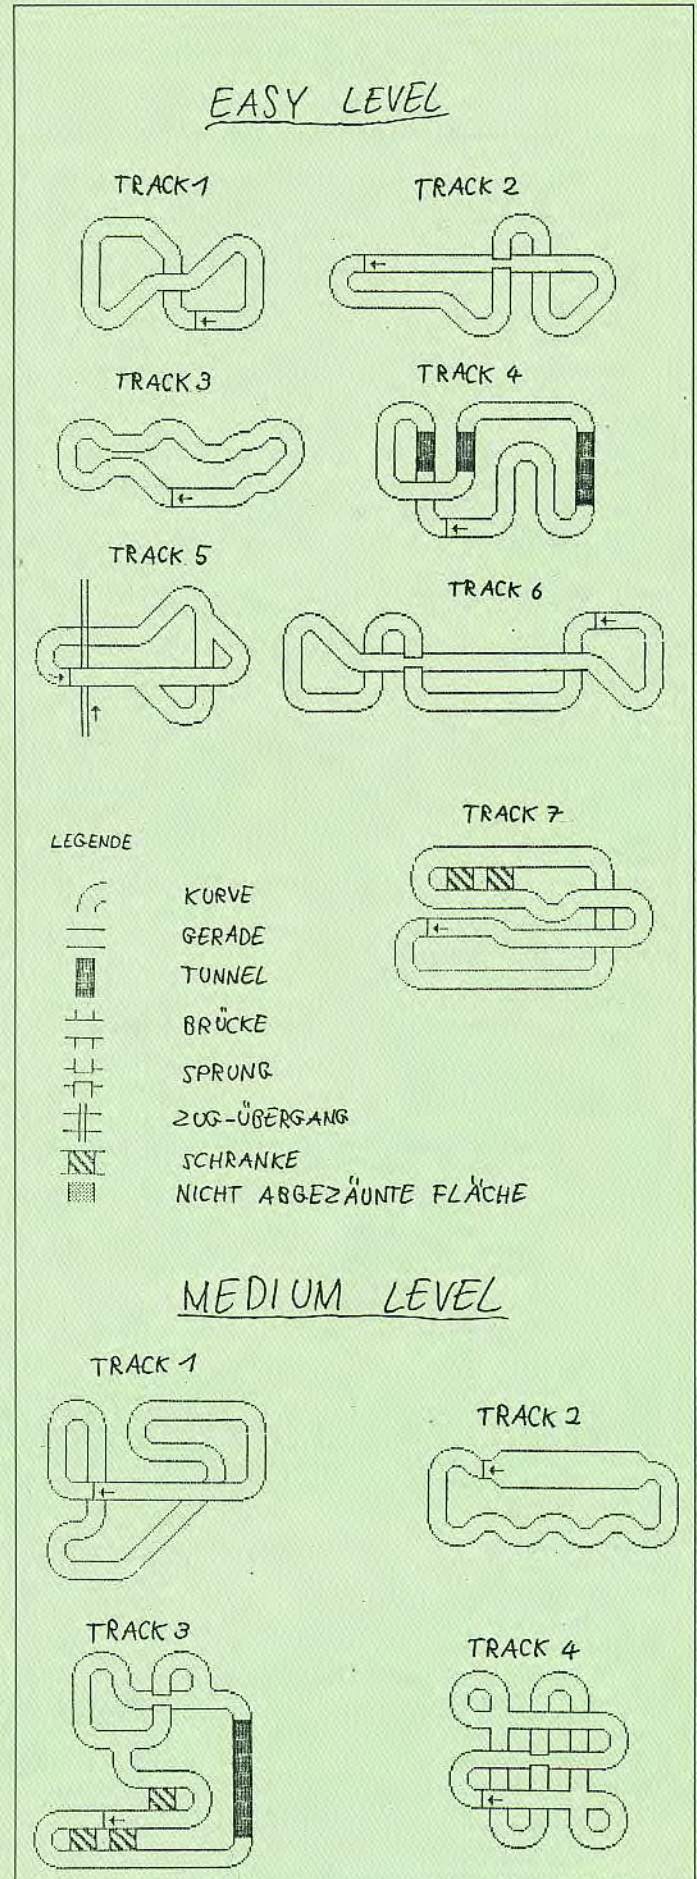 EASY LEVEL
TRACK 1
TRACK 2
TRACK 3
TRACK 4
TRACK 5
TRACK 6
TRACK 7
LEGENDE
KURVE
GERADE
TUNNEL
BRÜCKE
SPRUNG
ZUG-ÜBERGANG
SCHRANKE
NICHT ABGEZÄUNTE FLÄCHE
MEDIUM LEVEL
TRACK 1
TRACK 2
TRACK 3
TRACK 4